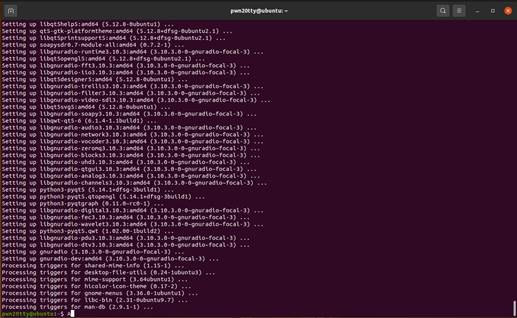 pwn20tty@ubuntu: ~
Setting up libqt5help5:amd64 (5.12.8-0ubuntu1) ...
Setting up qt5-gtk-platformtheme:amd64 (5.12.8+dfsg-0ubuntu2.1) ...
Setting up libqt5printsupport5:amd64 (5.12.8+dfsg-0ubuntu2.1) ...
Setting up soapysdr0.7-module-all:amd64 (0.7.2-1) ...
Setting up libgnuradio-runtime3.10.3:amd64 (3.10.3.0-0~gnuradio~focal-3) ...
Setting up libqt5opengl5:amd64 (5.12.8+dfsg-0ubuntu2.1) ...
Setting up libgnuradio-fft3.10.3:amd64 (3.10.3.0-0~gnuradio~focal-3) ...
Setting up libgnuradio-iio3.10.3:amd64 (3.10.3.0-0~gnuradio~focal-3) ...
Setting up libqt5designer5:amd64 (5.12.8-0ubuntu1) ...
Setting up libgnuradio-trellis3.10.3:amd64 (3.10.3.0-0~gnuradio~focal-3) ...
Setting up libgnuradio-filter3.10.3:amd64 (3.10.3.0-0~gnuradio~focal-3) ...
Setting up libgnuradio-video-sdl3.10.3:amd64 (3.10.3.0-0~gnuradio~focal-3) ...
Setting up libqt5svg5:amd64 (5.12.8-0ubuntu1) ...
Setting up libgnuradio-soapy3.10.3:amd64 (3.10.3.0-0~gnuradio~focal-3) ...
Setting up libqwt-qt5-6 (6.1.4-1.1build1) ...
Setting up libgnuradio-audio3.10.3:amd64 (3.10.3.0-0~gnuradio~focal-3) ...
Setting up libgnuradio-network3.10.3:amd64 (3.10.3.0-0~gnuradio~focal-3) ...
Setting up libgnuradio-vocoder3.10.3:amd64 (3.10.3.0-0~gnuradio~focal-3) ...
Setting up libgnuradio-zeromq3.10.3:amd64 (3.10.3.0-0~gnuradio~focal-3) ...
Setting up libgnuradio-blocks3.10.3:amd64 (3.10.3.0-0~gnuradio~focal-3) ...
Setting up libgnuradio-uhd3.10.3:amd64 (3.10.3.0-0~gnuradio~focal-3) ...
Setting up libgnuradio-qtgui3.10.3:amd64 (3.10.3.0-0~gnuradio~focal-3) ...
Setting up libgnuradio-analog3.10.3:amd64 (3.10.3.0-0~gnuradio~focal-3) ...
Setting up libgnuradio-channels3.10.3:amd64 (3.10.3.0-0~gnuradio~focal-3) ...
Setting up python3-pyqt5 (5.14.1+dfsg-3build1) ...
Setting up python3-pyqt5.qtopengl (5.14.1+dfsg-3build1) ...
Setting up python3-pyqtgraph (0.11.0~rc0-1) ...
Setting up libgnuradio-digital3.10.3:amd64 (3.10.3.0-0~gnuradio~focal-3) ...
Setting up libgnuradio-fec3.10.3:amd64 (3.10.3.0-0~gnuradio~focal-3) ...
Setting up libgnuradio-wavelet3.10.3:amd64 (3.10.3.0-0~gnuradio~focal-3) ...
Setting up python3-pyqt5.qwt (1.02.00-1build2) ...
Setting up libgnuradio-pdu3.10.3:amd64 (3.10.3.0-0~gnuradio~focal-3) ...
Setting up libgnuradio-dtv3.10.3:amd64 (3.10.3.0-0~gnuradio~focal-3) ...
Setting up gnuradio (3.10.3.0-0~gnuradio~focal-3) ...
Setting up gnuradio-dev:amd64 (3.10.3.0-0~gnuradio~focal-3) ...
Processing triggers for shared-mime-info (1.15-1) ...
Processing triggers for desktop-file-utils (0.24-1ubuntu3) ...
Processing triggers for mime-support (3.64ubuntu1) ...
Processing triggers for hicolor-icon-theme (0.17-2) ...
Processing triggers for gnome-menus (3.36.0-1ubuntu1) ...
Processing triggers for libc-bin (2.31-0ubuntu9.7) ...
Processing triggers for man-db (2.9.1-1) ...
pwn20tty@ubuntu:~$ A